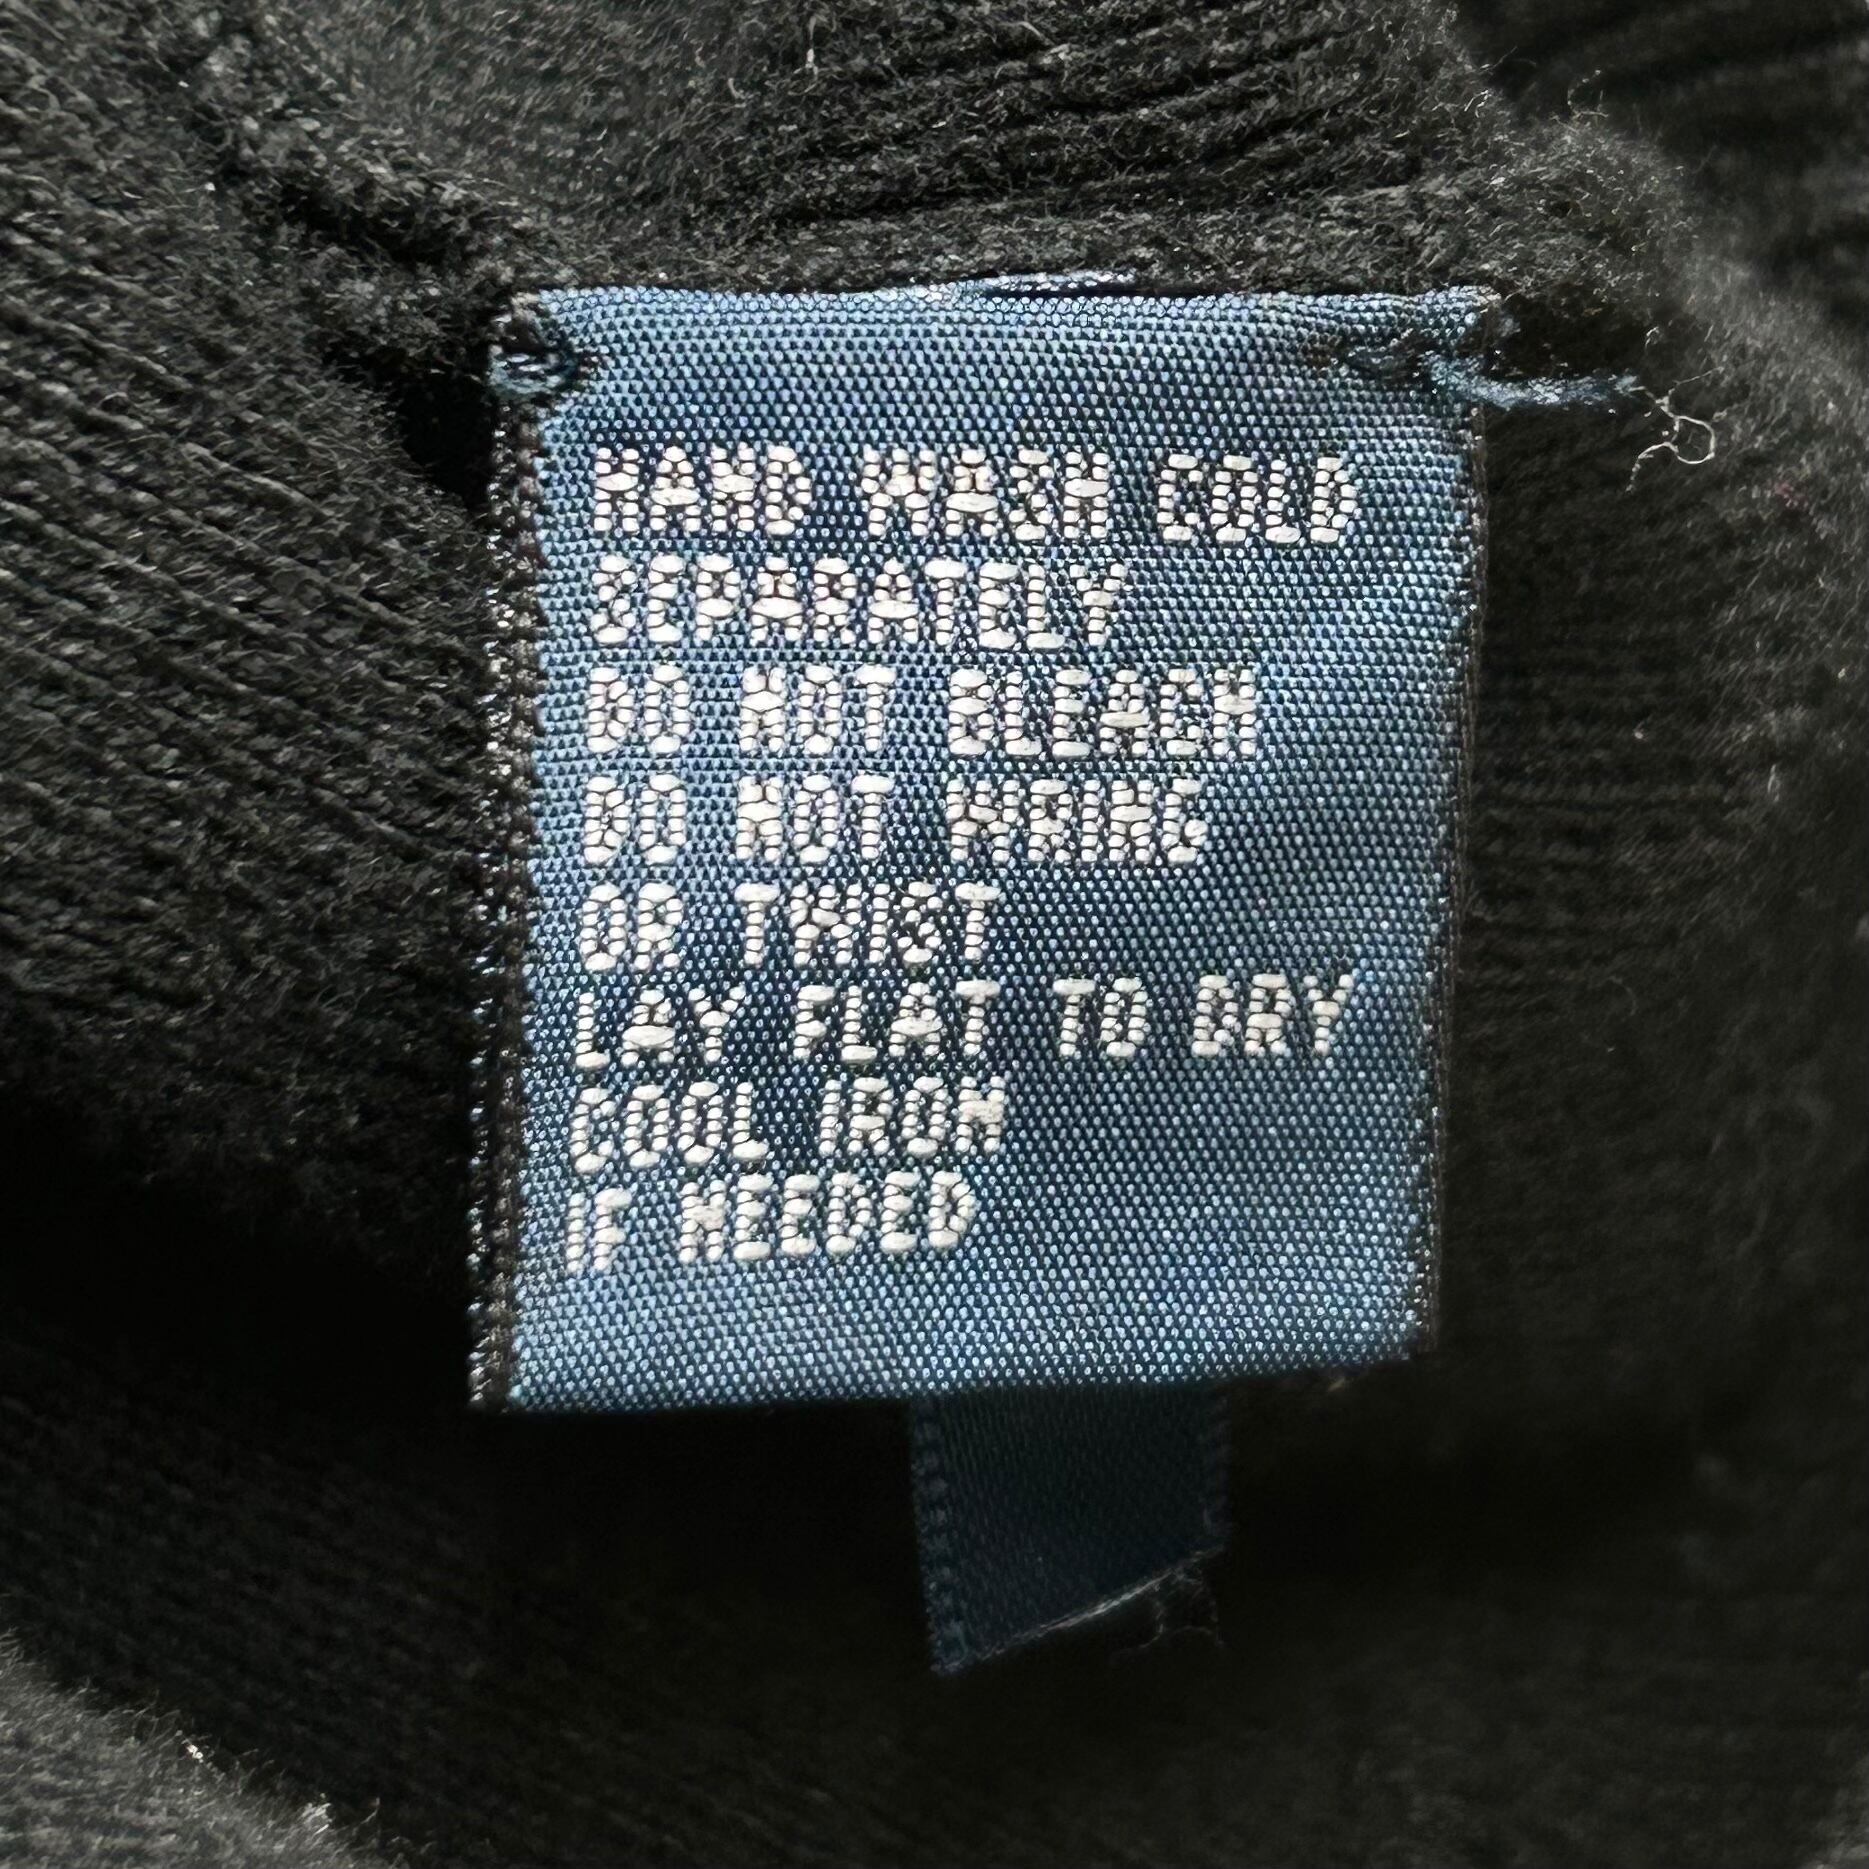 HAND WASH COLD
SEPARATELY
DO NOT BLEACH
DO NOT WRING
OR TWIST
LAY FLAT TO DRY
COOL IRON
IF NEEDED